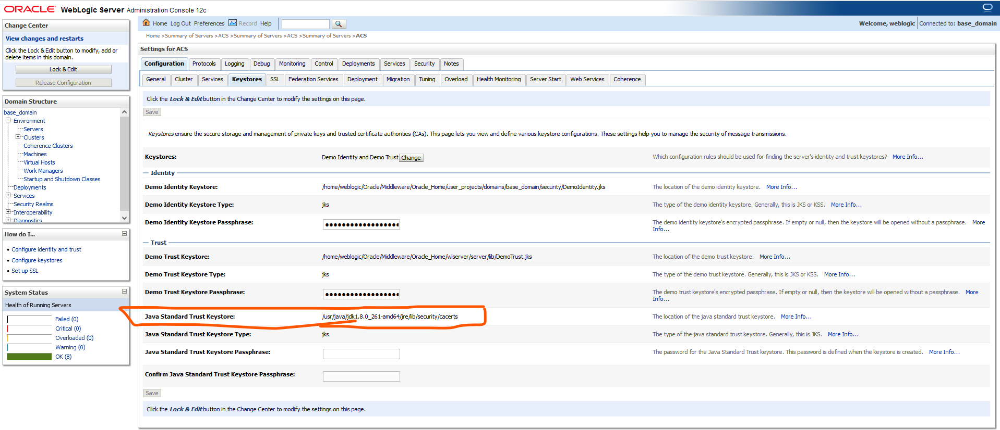 ORACLE WebLogic Server Administration Console 12c
Change Center
View changes and restarts
Click the Lock & Edit button to modify, add or
delete items in this domain.
Lock & Edit
Release Configuration
Domain Structure
base_domain
Environment
Servers
Clusters
Coherence Clusters
Machines
Virtual Hosts
Work Managers
Startup and Shutdown Classes
Deployments
Services
Security Realms
Interoperability
Diagnostics
How do I...
Configure identity and trust
Configure keystores
Set up SSL
System Status
Health of Running Servers
Failed (0)
Critical (0)
Overloaded (0)
Warning (0)
OK (8)
Home Log Out Preferences Record Help
Welcome, weblogic Connected to: base_domain
Home >Summary of Servers >ACS >Summary of Servers >ACS >Summary of Servers >ACS
Settings for ACS
Configuration Protocols Logging Debug Monitoring Control Deployments Services Security Notes
General Cluster Services Keystores SSL Federation Services Deployment Migration Tuning Overload Health Monitoring Server Start Web Services Coherence
Click the Lock & Edit button in the Change Center to modify the settings on this page.
Save
Keystores ensure the secure storage and management of private keys and trusted certificate authorities (CAs). This page lets you view and define various keystore configurations. These settings help you to manage the security of message transmissions.
Keystores: Demo Identity and Demo Trust Change Which configuration rules should be used for finding the server's identity and trust keystores? More Info...
Identity
Demo Identity Keystore: /home/weblogic/Oracle/Middleware/Oracle_Home/user_projects/domains/base_domain/security/DemoIdentity.jks The location of the demo identity keystore. More Info...
Demo Identity Keystore Type: jks The type of the demo identity keystore. Generally, this is JKS or KSS. More Info...
Demo Identity Keystore Passphrase: The demo identity keystore's encrypted passphrase. If empty or null, then the keystore will be opened without a passphrase. More
Info...
Trust
Demo Trust Keystore: /home/weblogic/Oracle/Middleware/Oracle_Home/wlserver/server/lib/DemoTrust.jks The location of the demo trust keystore. More Info...
Demo Trust Keystore Type: jks The type of the demo trust keystore. Generally, this is JKS or KSS. More Info...
Demo Trust Keystore Passphrase: The demo trust keystore's encrypted passphrase. If empty or null, then the keystore will be opened without a passphrase. More
Info...
Java Standard Trust Keystore: /usr/java/jdk1.8.0_261-amd64/jre/lib/security/cacerts The location of the java standard trust keystore. More Info...
Java Standard Trust Keystore Type: jks The type of the java standard trust keystore. Generally, this is JKS. More Info...
Java Standard Trust Keystore Passphrase: The password for the Java Standard Trust keystore. This password is defined when the keystore is created. More Info...
Confirm Java Standard Trust Keystore Passphrase:
Save
Click the Lock & Edit button in the Change Center to modify the settings on this page.